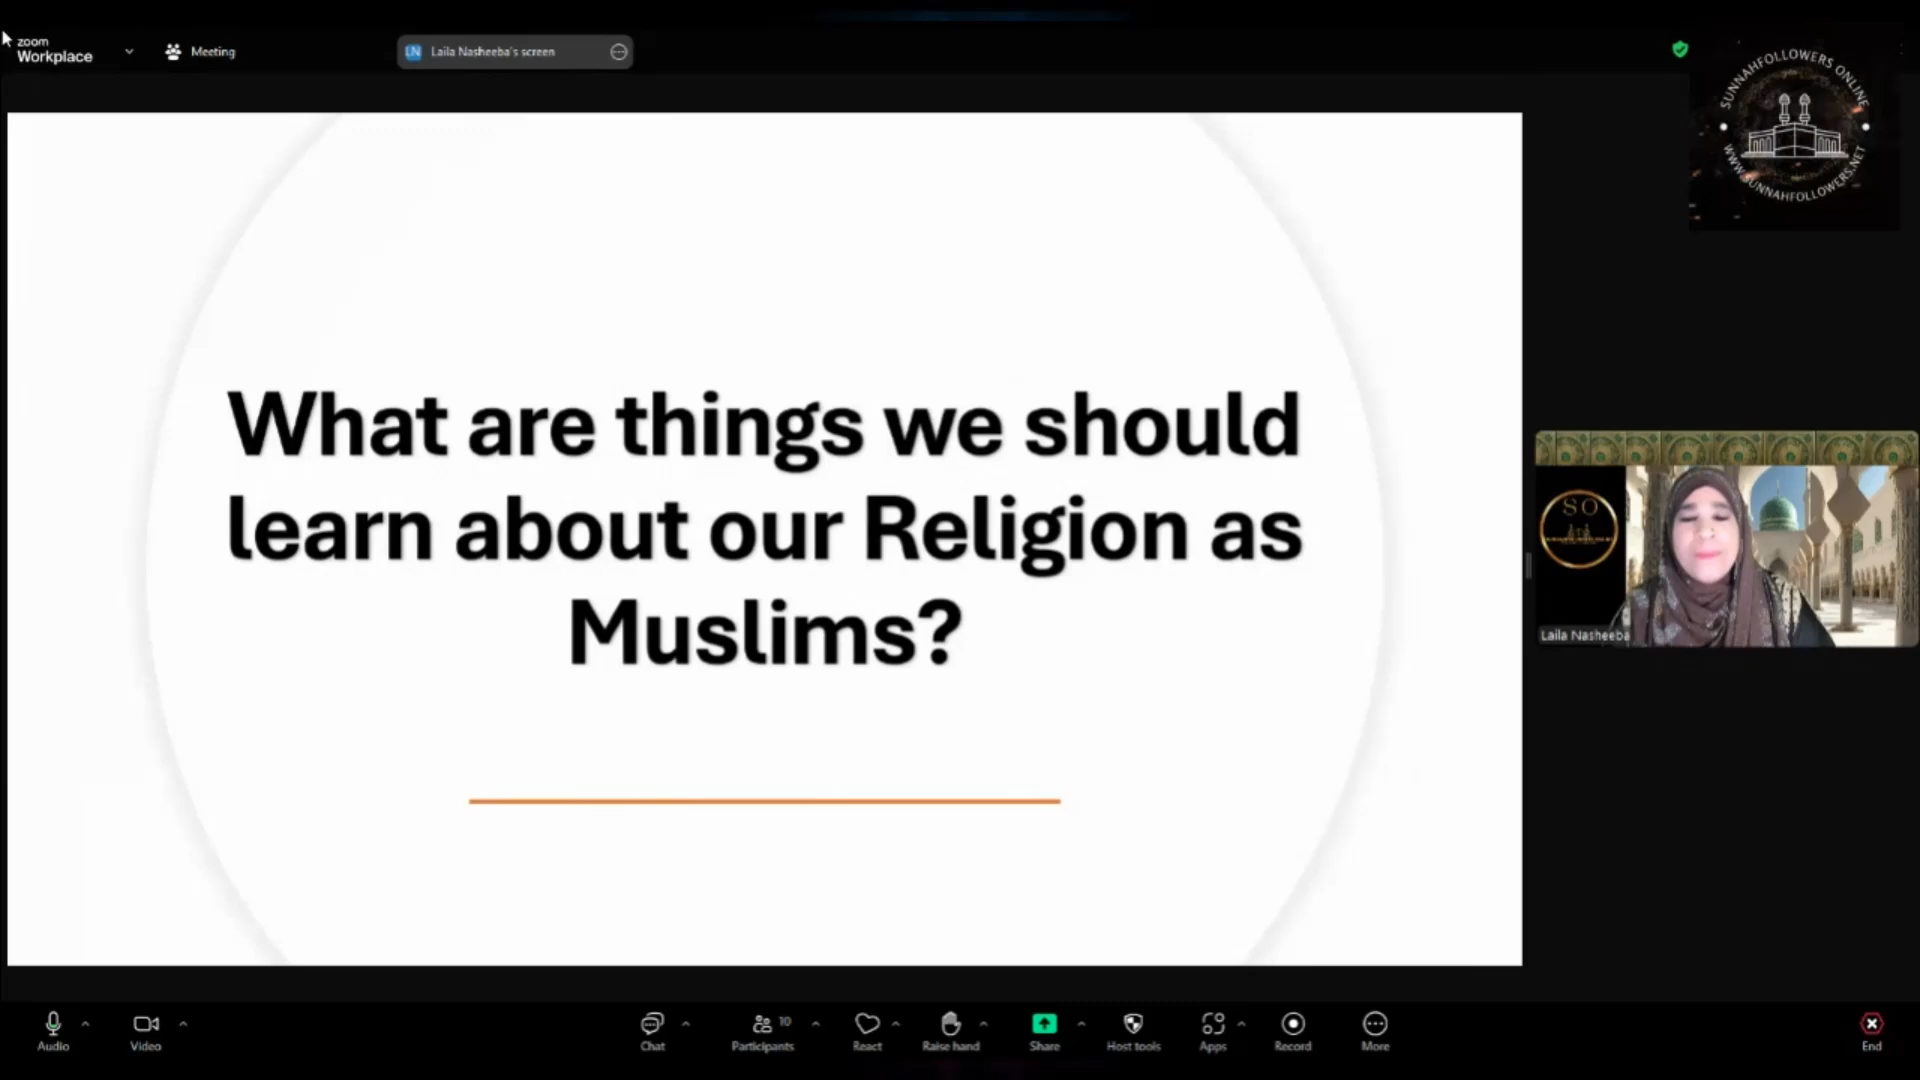 zoom
Workplace
Meeting
LN Laila Nasheeba's screen
SUNNAHFOLLOWERS ONLINE
WWW.SUNNAHFOLLOWERS.NET
What are things we should
learn about our Religion as
Muslims?
SO
Laila Nasheeba
Audio
Video
Chat
10
Participants
React
Raise hand
Share
Host tools
Apps
Record
More
End